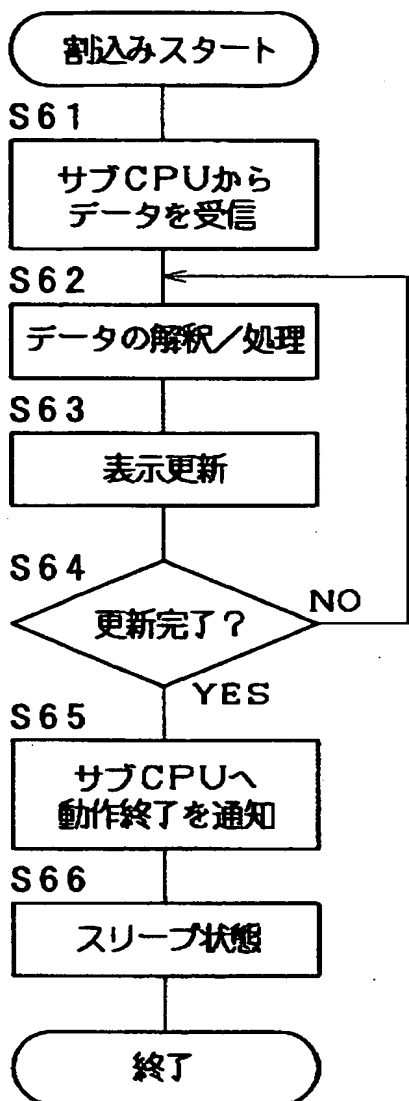 割込みスタート
S61
サブCPUから
データを受信
S62
データの解釈／処理
S63
表示更新
S64
更新完了？
NO
YES
S65
サブCPUへ
動作終了を通知
S66
スリープ状態
終了